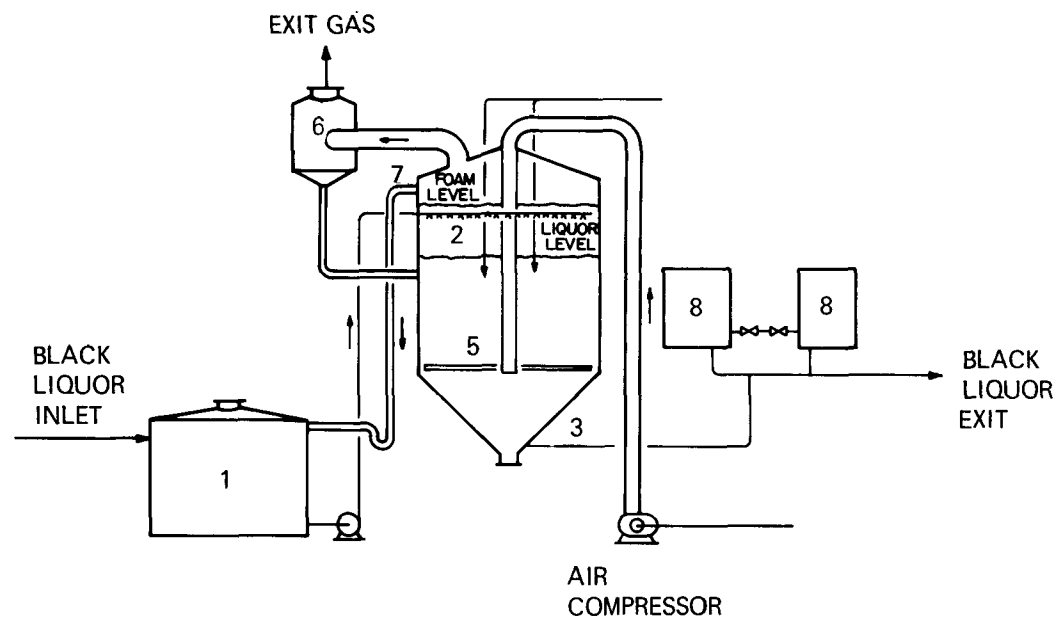 EXIT GAS
6
7
FOAM
LEVEL
2
LIQUOR
LEVEL
8
8
5
BLACK
LIQUOR
INLET
BLACK
LIQUOR
EXIT
3
1
AIR
COMPRESSOR